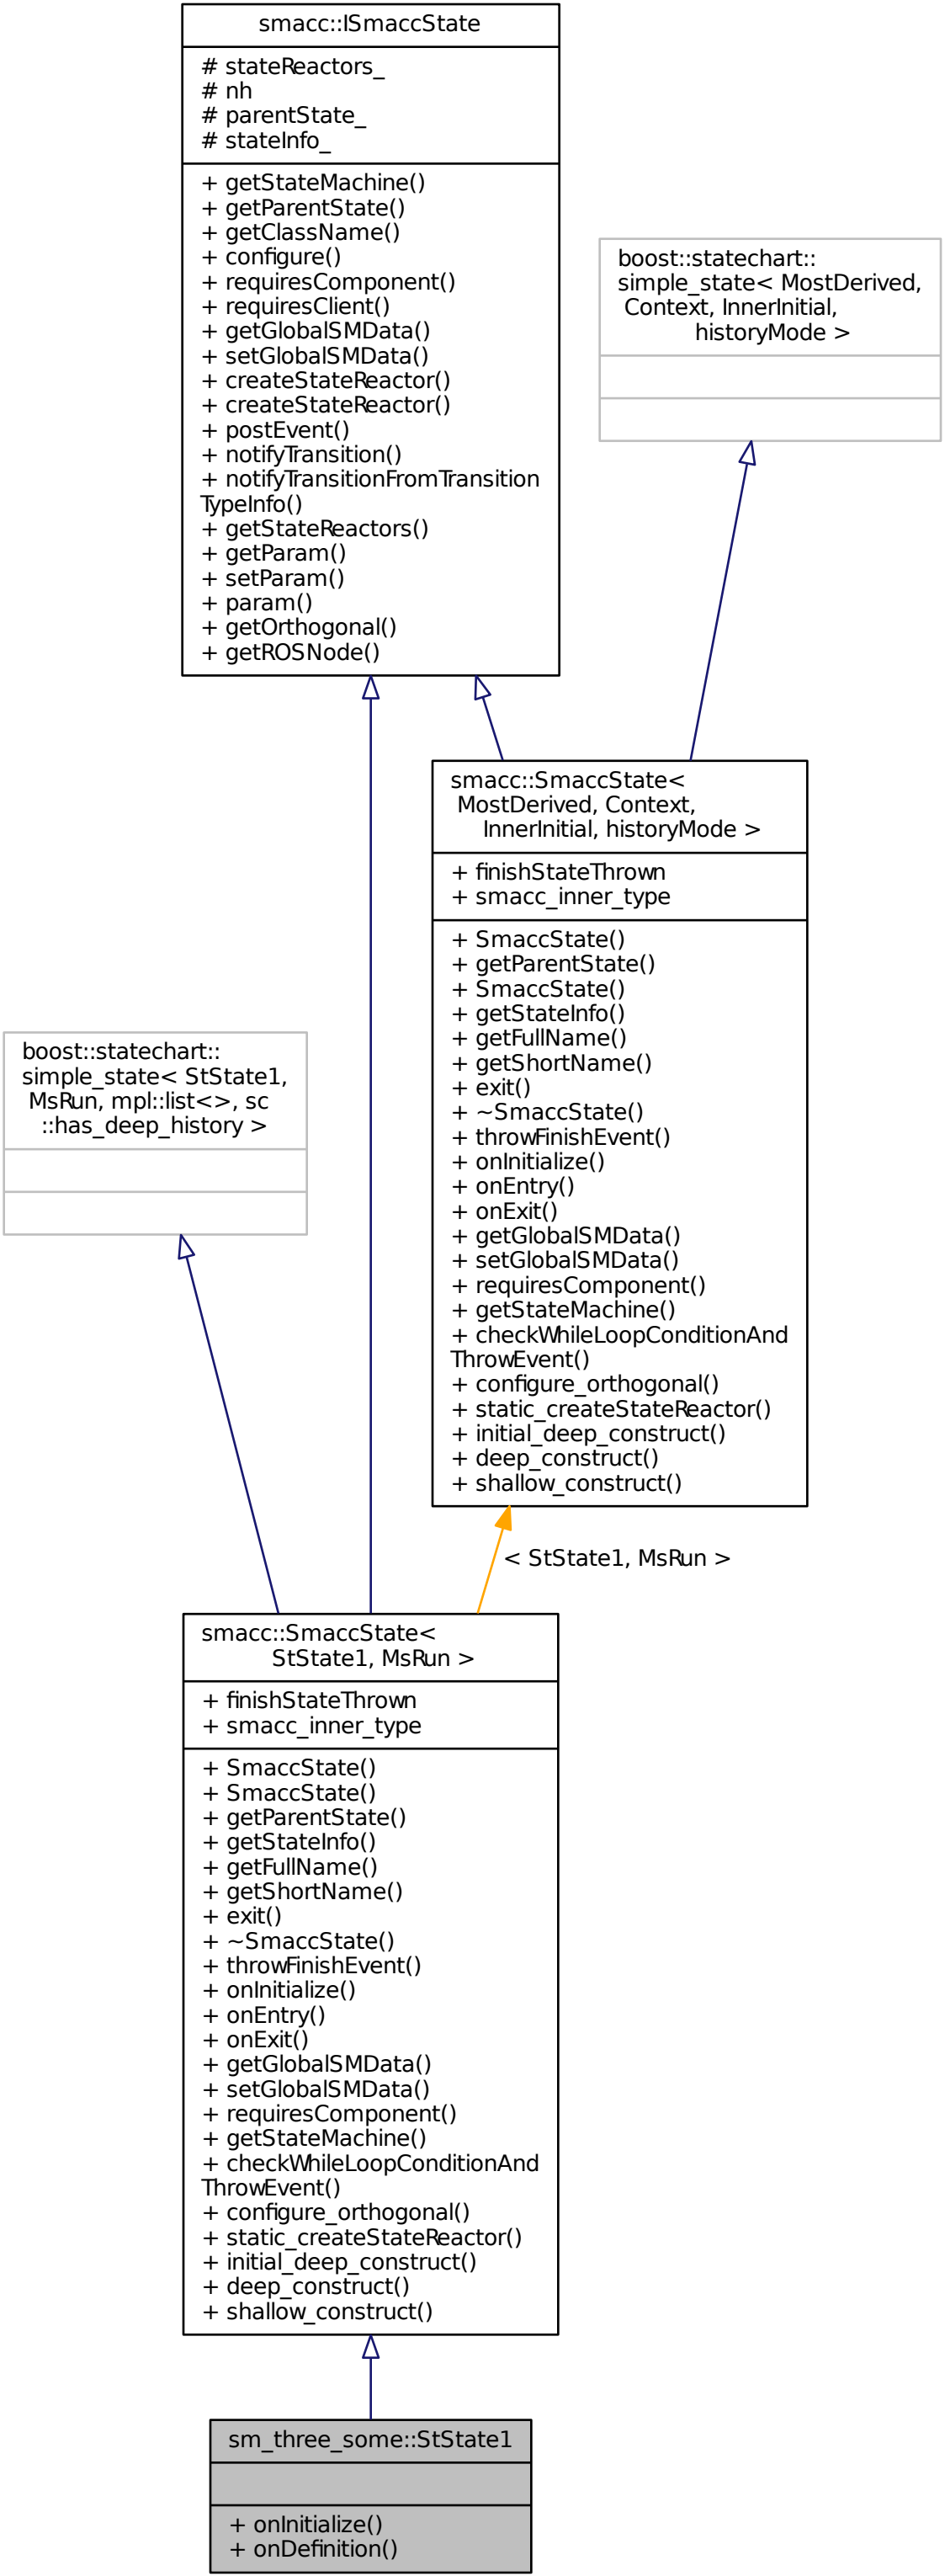 smacc::ISmaccState
# stateReactors_
# nh
# parentState_
# stateInfo_
+ getStateMachine()
+ getParentState()
+ getClassName()
+ configure()
+ requiresComponent()
+ requiresClient()
+ getGlobalSMData()
+ setGlobalSMData()
+ createStateReactor()
+ createStateReactor()
+ postEvent()
+ notifyTransition()
+ notifyTransitionFromTransition
TypeInfo()
+ getStateReactors()
+ getParam()
+ setParam()
+ param()
+ getOrthogonal()
+ getROSNode()
boost::statechart::
simple_state< MostDerived,
Context, InnerInitial,
historyMode >
smacc::SmaccState<
MostDerived, Context,
InnerInitial, historyMode >
+ finishStateThrown
+ smacc_inner_type
+ SmaccState()
+ getParentState()
+ SmaccState()
+ getStateInfo()
+ getFullName()
+ getShortName()
+ exit()
+ ~SmaccState()
+ throwFinishEvent()
+ onInitialize()
+ onEntry()
+ onExit()
+ getGlobalSMData()
+ setGlobalSMData()
+ requiresComponent()
+ getStateMachine()
+ checkWhileLoopConditionAnd
ThrowEvent()
+ configure_orthogonal()
+ static_createStateReactor()
+ initial_deep_construct()
+ deep_construct()
+ shallow_construct()
boost::statechart::
simple_state< StState1,
MsRun, mpl::list<>, sc
::has_deep_history >
< StState1, MsRun >
smacc::SmaccState<
StState1, MsRun >
+ finishStateThrown
+ smacc_inner_type
+ SmaccState()
+ SmaccState()
+ getParentState()
+ getStateInfo()
+ getFullName()
+ getShortName()
+ exit()
+ ~SmaccState()
+ throwFinishEvent()
+ onInitialize()
+ onEntry()
+ onExit()
+ getGlobalSMData()
+ setGlobalSMData()
+ requiresComponent()
+ getStateMachine()
+ checkWhileLoopConditionAnd
ThrowEvent()
+ configure_orthogonal()
+ static_createStateReactor()
+ initial_deep_construct()
+ deep_construct()
+ shallow_construct()
sm_three_some::StState1
+ onInitialize()
+ onDefinition()